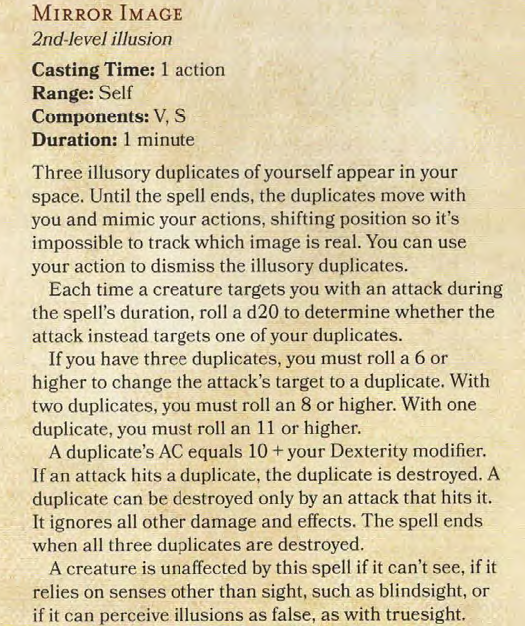 MIRROR IMAGE
2nd-level illusion
Casting Time: 1 action
Range: Self
Components: V, S
Duration: 1 minute
Three illusory duplicates of yourself appear in your
space. Until the spell ends, the duplicates move with
you and mimic your actions, shifting position so it's
impossible to track which image is real. You can use
your action to dismiss the illusory duplicates.
Each time a creature targets you with an attack during
the spell's duration, roll a d20 to determine whether the
attack instead targets one of your duplicates.
If you have three duplicates, you must roll a 6 or
higher to change the attack's target to a duplicate. With
two duplicates, you must roll an 8 or higher. With one
duplicate, you must roll an 11 or higher.
A duplicate's AC equals 10 + your Dexterity modifier.
If an attack hits a duplicate, the duplicate is destroyed. A
duplicate can be destroyed only by an attack that hits it.
It ignores all other damage and effects. The spell ends
when all three duplicates are destroyed.
A creature is unaffected by this spell if it can't see, if it
relies on senses other than sight, such as blindsight, or
if it can perceive illusions as false, as with truesight.